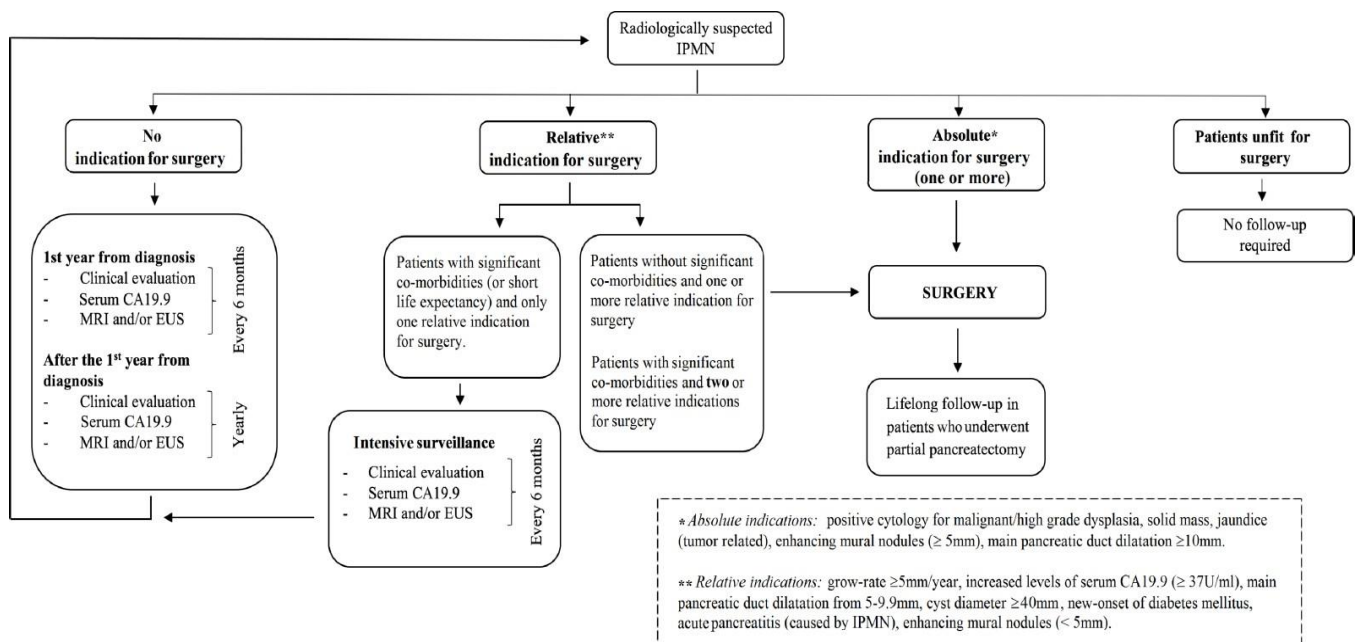 Radiologically suspected
IPMN
No
indication for surgery
Relative**
indication for surgery
Absolute*
indication for surgery
(one or more)
Patients unfit for
surgery
1st year from diagnosis
- Clinical evaluation
- Serum CA19.9
- MRI and/or EUS
Every 6 months
After the 1st year from
diagnosis
- Clinical evaluation
- Serum CA19.9
- MRI and/or EUS
Yearly
Patients with significant
co-morbidities (or short
life expectancy) and only
one relative indication
for surgery.
Patients without significant
co-morbidities and one or
more relative indication for
surgery
Patients with significant
co-morbidities and two or
more relative indications
for surgery
SURGERY
No follow-up
required
Intensive surveillance
- Clinical evaluation
- Serum CA19.9
- MRI and/or EUS
Every 6 months
Lifelong follow-up in
patients who underwent
partial pancreatectomy
* Absolute indications: positive cytology for malignant/high grade dysplasia, solid mass, jaundice
(tumor related), enhancing mural nodules (≥ 5mm), main pancreatic duct dilatation ≥10mm.
** Relative indications: grow-rate ≥5mm/year, increased levels of serum CA19.9 (≥ 37U/ml), main
pancreatic duct dilatation from 5-9.9mm, cyst diameter ≥40mm, new-onset of diabetes mellitus,
acute pancreatitis (caused by IPMN), enhancing mural nodules (< 5mm).